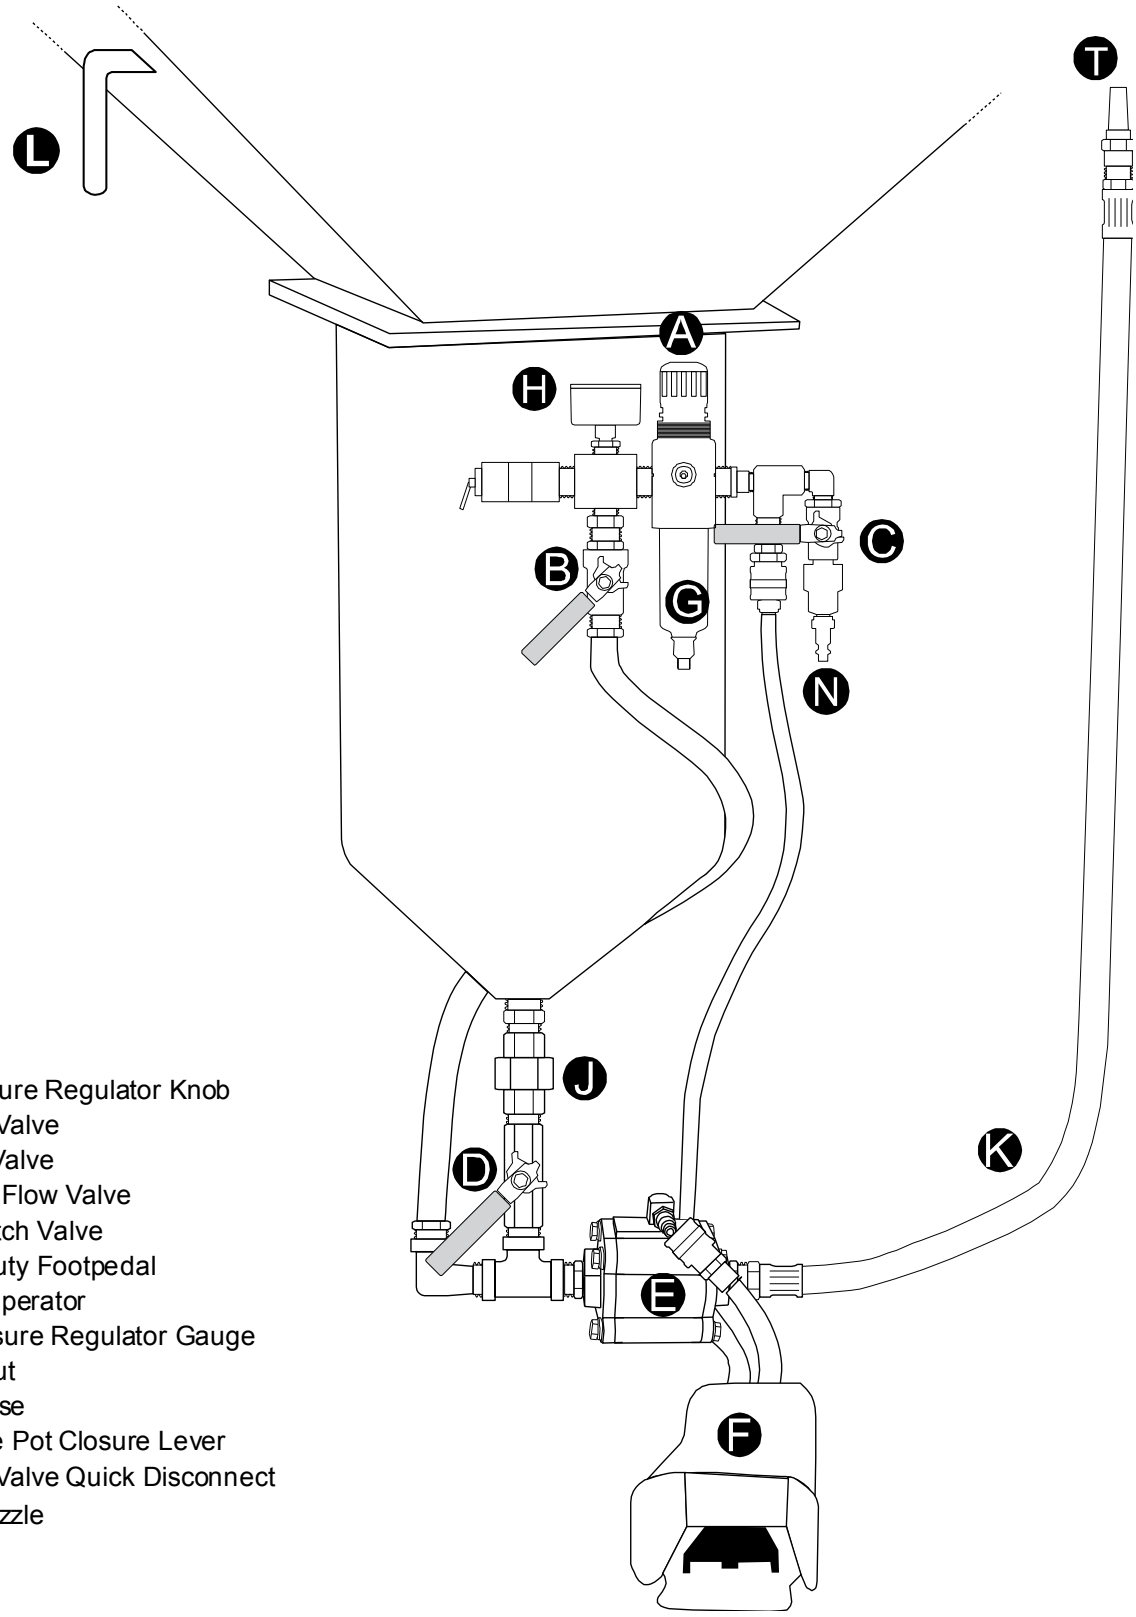 T
L
A
H
B
C
G
N
J
D
K
E
F
ure Regulator Knob
Valve
Valve
Flow Valve
tch Valve
uty Footpedal
perator
sure Regulator Gauge
ut
se
e Pot Closure Lever
Valve Quick Disconnect
zzle